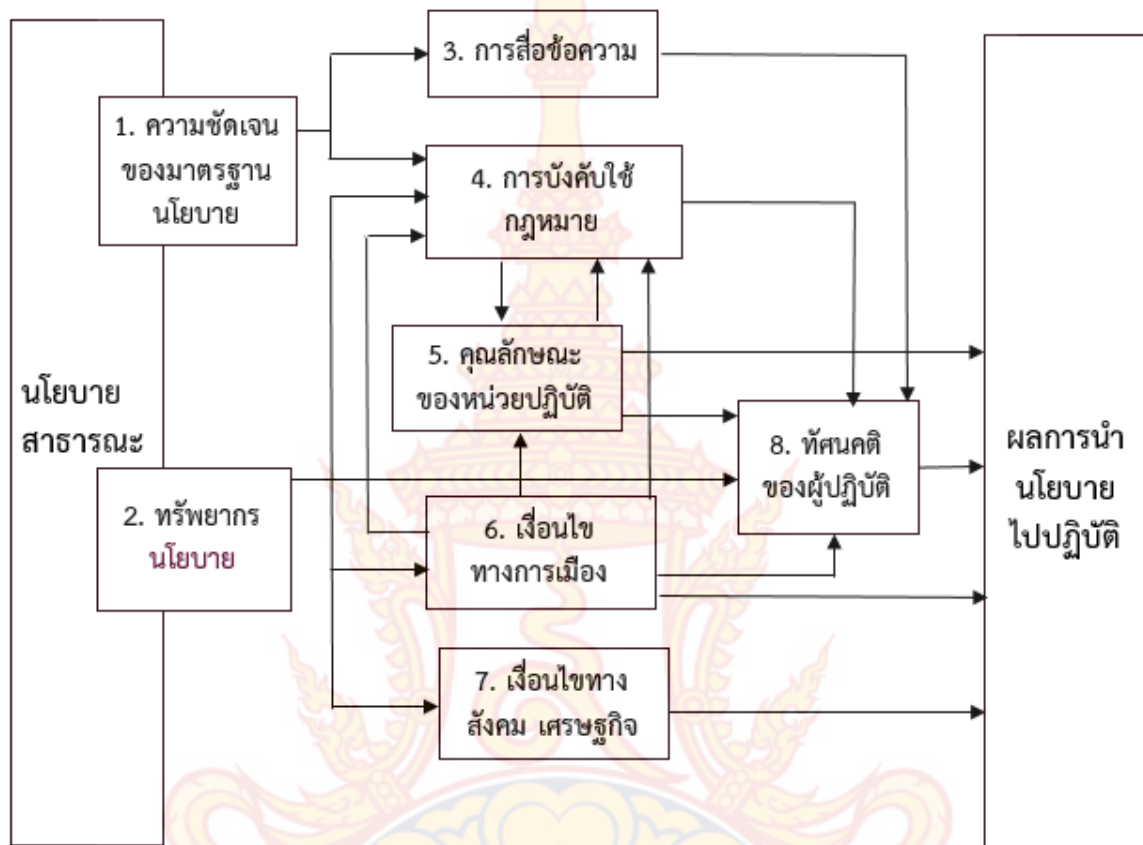 นโยบาย
สาธารณะ
1. ความชัดเจน
ของมาตรฐาน
นโยบาย
2. ทรัพยากร
นโยบาย
3. การสื่อข้อความ
4. การบังคับใช้
กฎหมาย
5. คุณลักษณะ
ของหน่วยปฏิบัติ
6. เงื่อนไข
ทางการเมือง
7. เงื่อนไขทาง
สังคม เศรษฐกิจ
8. ทัศนคติ
ของผู้ปฏิบัติ
ผลการนำ
นโยบาย
ไปปฏิบัติ